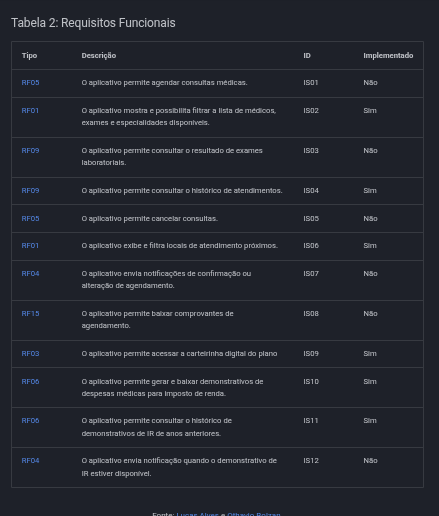 Tabela 2: Requisitos Funcionais
Tipo Descrição ID Implementado
RF05 O aplicativo permite agendar consultas médicas. IS01 Não
RF01 O aplicativo mostra e possibilita filtrar a lista de médicos, IS02 Sim
exames e especialidades disponíveis.
RF09 O aplicativo permite consultar o resultado de exames IS03 Não
laboratoriais.
RF09 O aplicativo permite consultar o histórico de atendimentos. IS04 Sim
RF05 O aplicativo permite cancelar consultas. IS05 Não
RF01 O aplicativo exibe e filtra locais de atendimento próximos. IS06 Sim
RF04 O aplicativo envia notificações de confirmação ou IS07 Não
alteração de agendamento.
RF15 O aplicativo permite baixar comprovantes de IS08 Não
agendamento.
RF03 O aplicativo permite acessar a carteirinha digital do plano IS09 Sim
RF06 O aplicativo permite gerar e baixar demonstrativos de IS10 Sim
despesas médicas para imposto de renda.
RF06 O aplicativo permite consultar o histórico de IS11 Sim
demonstrativos de IR de anos anteriores.
RF04 O aplicativo envia notificação quando o demonstrativo de IS12 Não
IR estiver disponível.
Fonte: Lucas Alves e